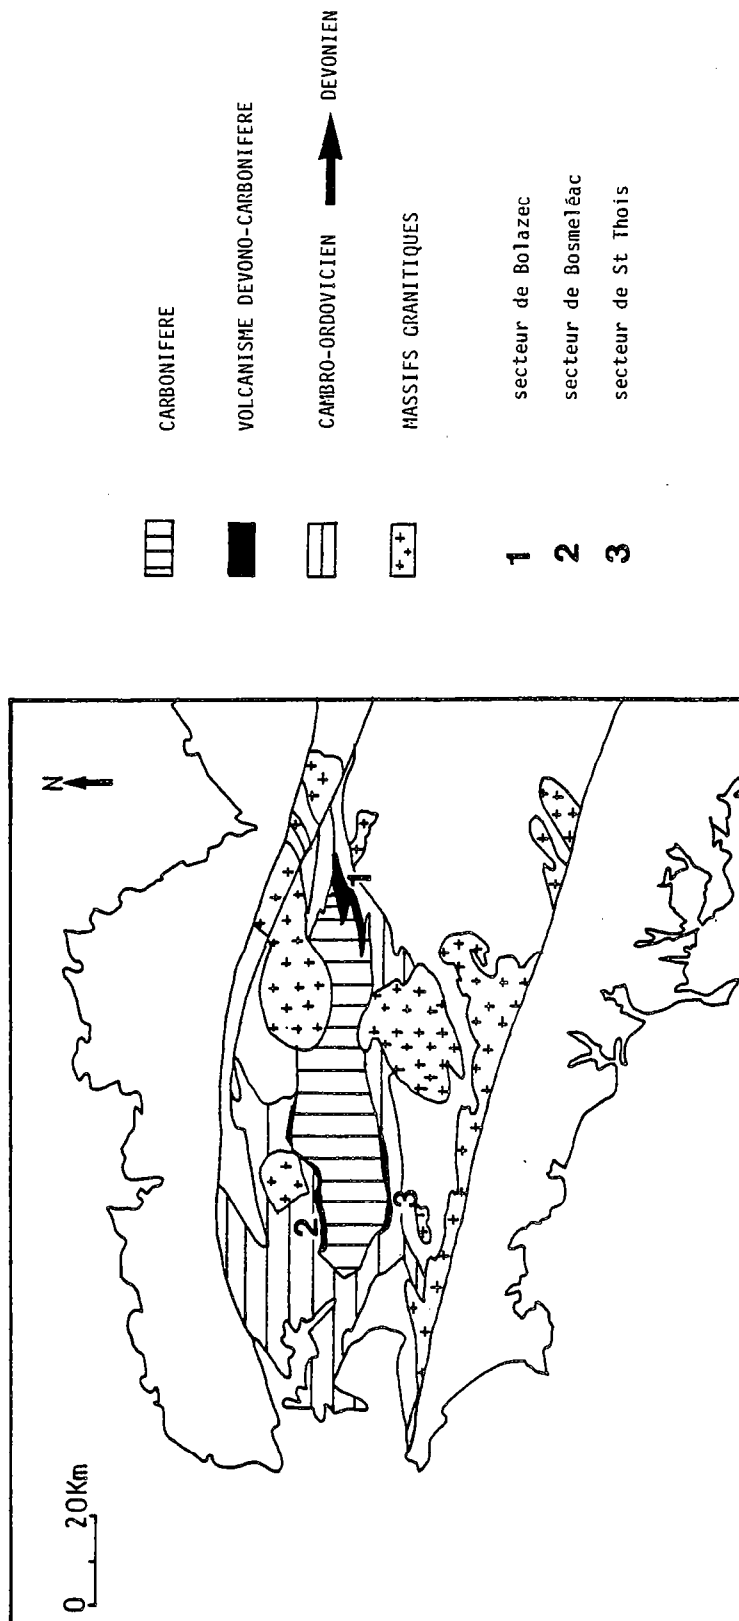 CARBONIFERE
VOLCANISME DEVONO-CARBONIFERE
CAMBRO-ORDOVICIEN DEVONIEN
MASSIFS GRANITIQUES
1 secteur de Bolazec
2 secteur de Bosmeléac
3 secteur de St Thois
N
0 20Km
1
2
3